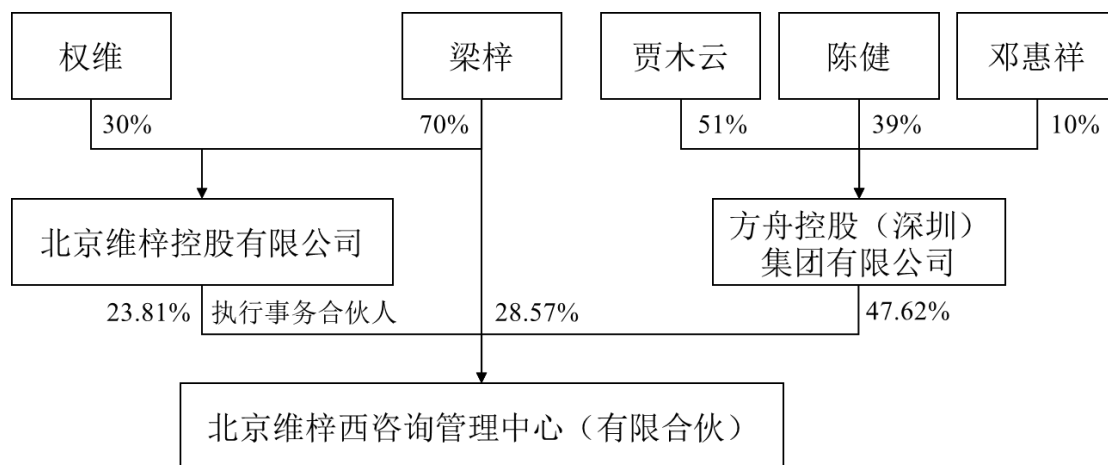 权维
梁梓
贾木云
陈健
邓惠祥
30%
70%
51%
39%
10%
北京维梓控股有限公司
方舟控股（深圳）
集团有限公司
23.81%
执行事务合伙人
28.57%
47.62%
北京维梓西咨询管理中心（有限合伙）